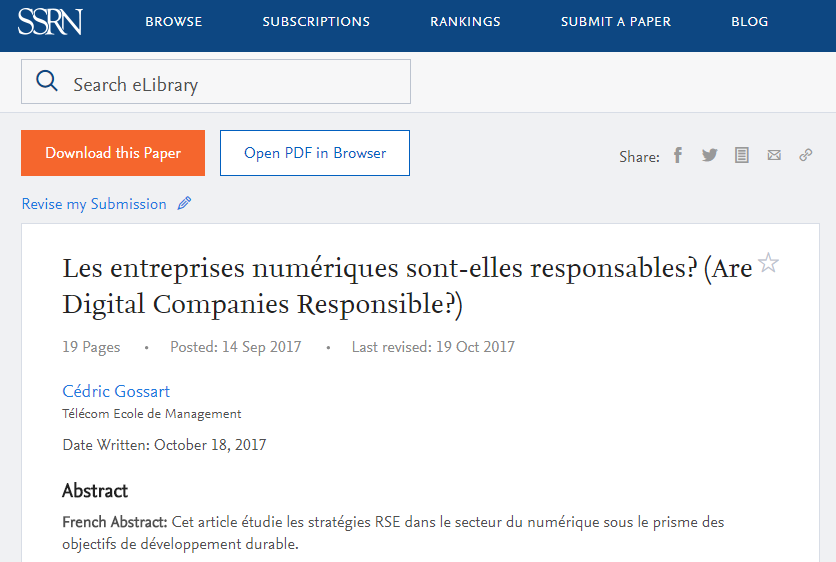 SSRN BROWSE SUBSCRIPTIONS RANKINGS SUBMIT A PAPER BLOG
Search eLibrary
Download this Paper Open PDF in Browser Share:
Revise my Submission
Les entreprises numériques sont-elles responsables? (Are
Digital Companies Responsible?)
19 Pages • Posted: 14 Sep 2017 • Last revised: 19 Oct 2017
Cédric Gossart
Télécom Ecole de Management
Date Written: October 18, 2017
Abstract
French Abstract: Cet article étudie les stratégies RSE dans le secteur du numérique sous le prisme des
objectifs de développement durable.